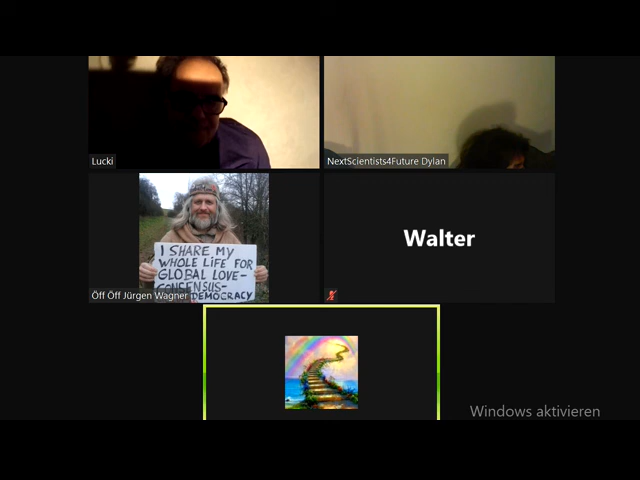 Lucki
NextScientists4Future Dylan
I SHARE MY
WHOLE LIFE FOR
GLOBAL LOVE-
CONSENSUS-
DEMOCRACY
Öff Öff Jürgen Wagner
Walter
Windows aktivieren